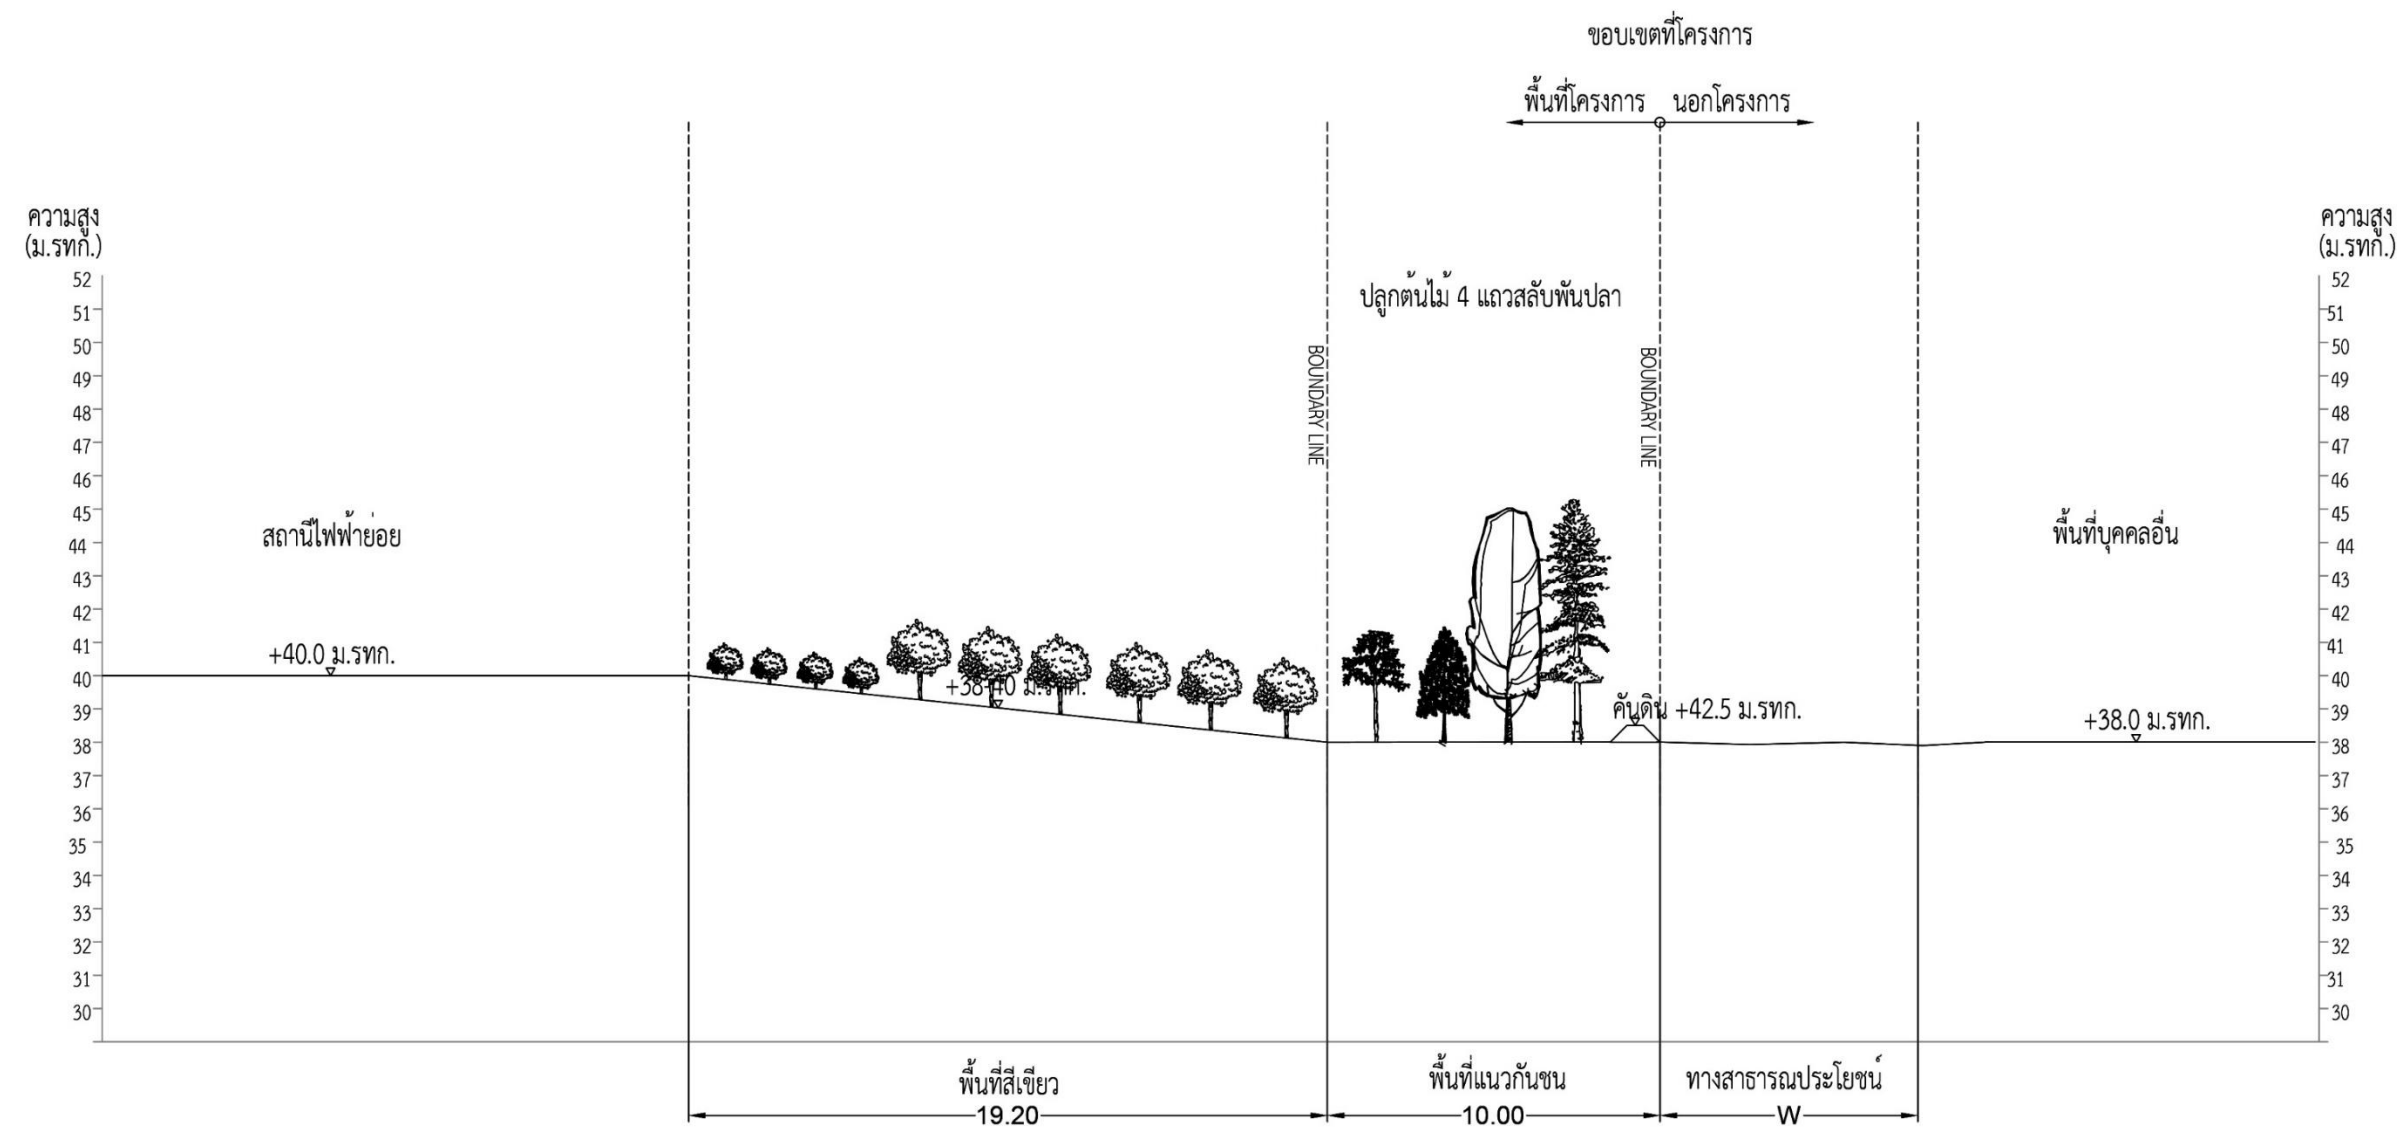 ขอบเขตที่โครงการ
พื้นที่โครงการ นอกโครงการ
ความสูง
(ม.รทก.)
ความสูง
(ม.รทก.)
ปลูกต้นไม้ 4 แถวสลับพันปลา
BOUNDARY LINE
BOUNDARY LINE
สถานีไฟฟ้าย่อย
พื้นที่บุคคลอื่น
+40.0 ม.รทก.
+38-40 ม.รทก.
คันดิน +42.5 ม.รทก.
+38.0 ม.รทก.
52
51
50
49
48
47
46
45
44
43
42
41
40
39
38
37
36
35
34
33
32
31
30
52
51
50
49
48
47
46
45
44
43
42
41
40
39
38
37
36
35
34
33
32
31
30
พื้นที่สีเขียว
พื้นที่แนวกันชน
ทางสาธารณประโยชน์
19.20
10.00
W